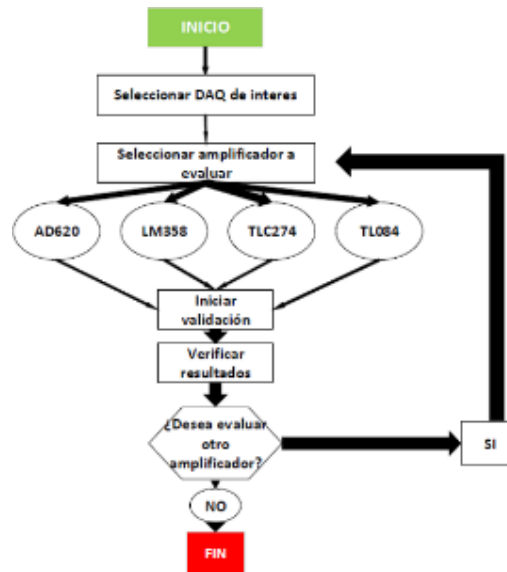 INICIO
Seleccionar DAQ de interes
Seleccionar amplificador a
evaluar
AD620
LM358
TLC274
TL084
Iniciar
validación
Verificar
resultados
¿Desea evaluar
otro
amplificador?
SI
NO
FIN